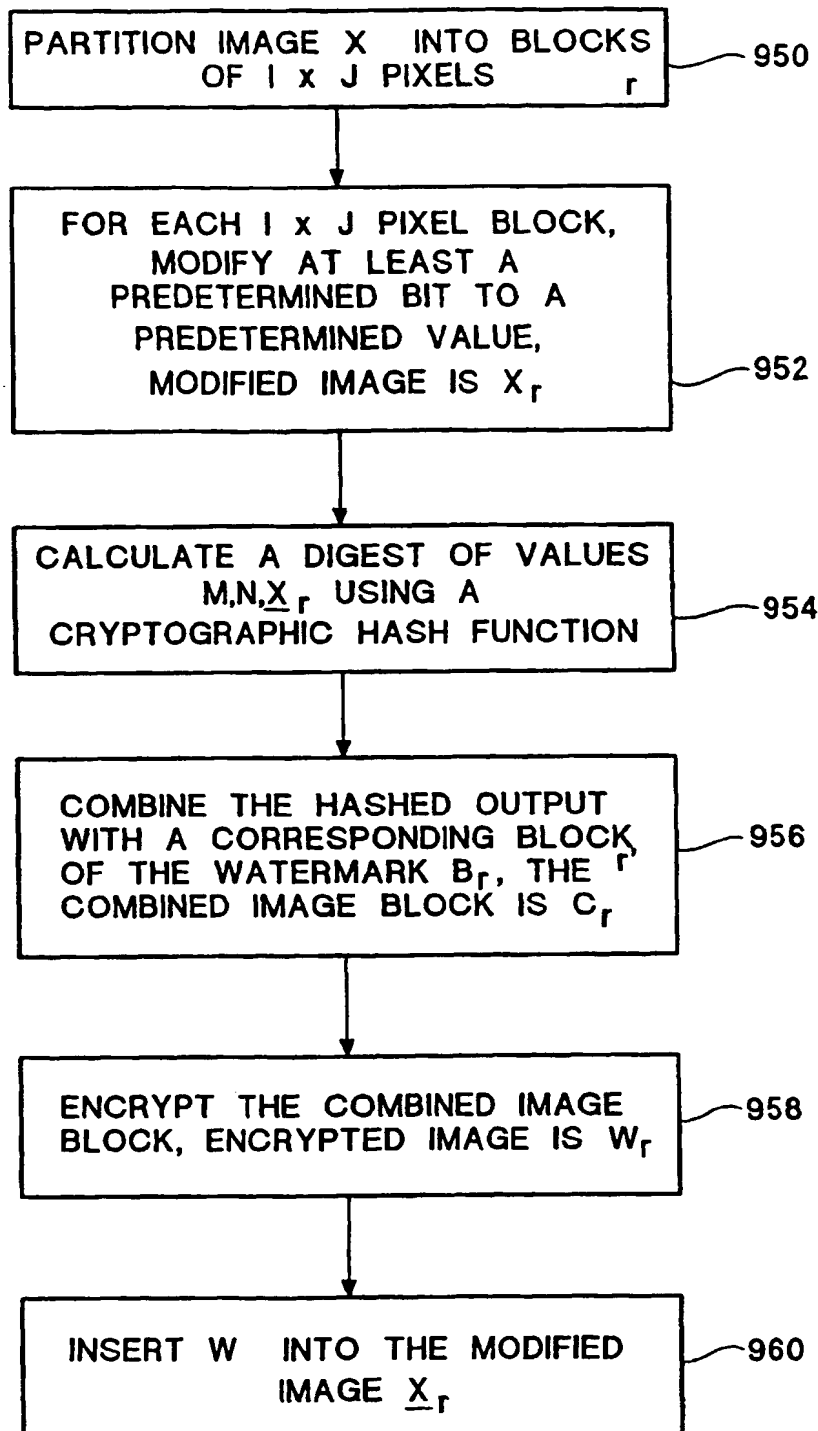 PARTITION IMAGE X INTO BLOCKS
OF I x J PIXELS r
950
FOR EACH I x J PIXEL BLOCK,
MODIFY AT LEAST A
PREDETERMINED BIT TO A
PREDETERMINED VALUE,
MODIFIED IMAGE IS Xr
952
CALCULATE A DIGEST OF VALUES
M,N,Xr USING A
CRYPTOGRAPHIC HASH FUNCTION
954
COMBINE THE HASHED OUTPUT
WITH A CORRESPONDING BLOCK,
OF THE WATERMARK Br, THE r
COMBINED IMAGE BLOCK IS Cr
956
ENCRYPT THE COMBINED IMAGE
BLOCK, ENCRYPTED IMAGE IS Wr
958
INSERT W INTO THE MODIFIED
IMAGE Xr
960